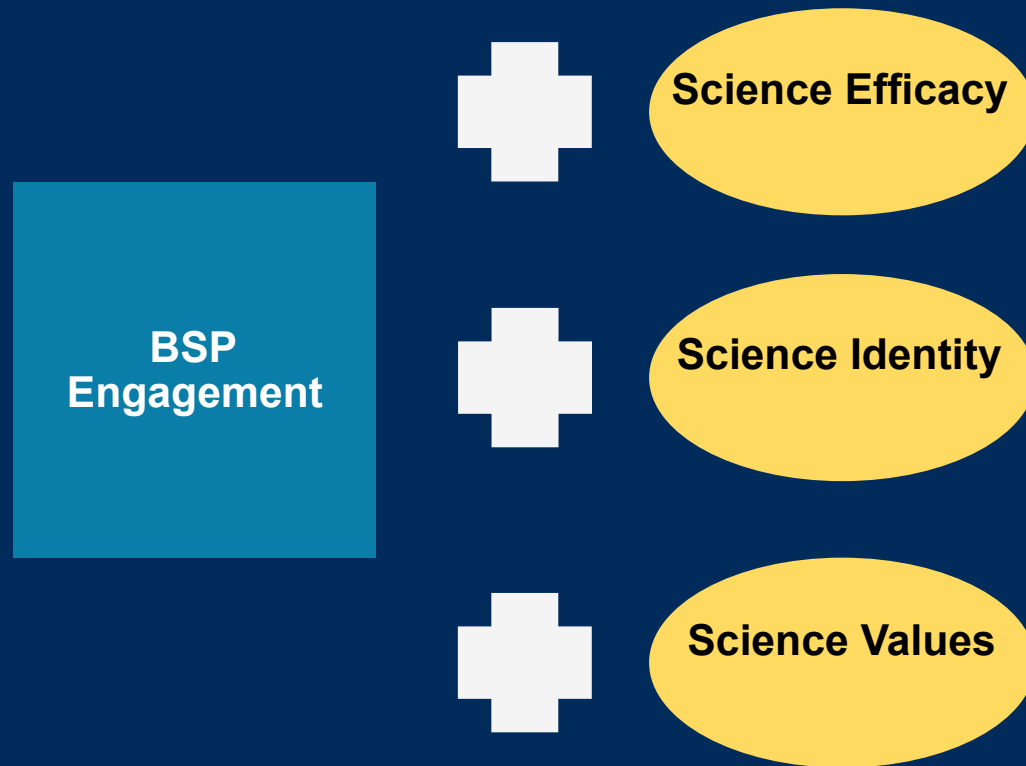 Science Efficacy
BSP
Engagement
Science Identity
Science Values